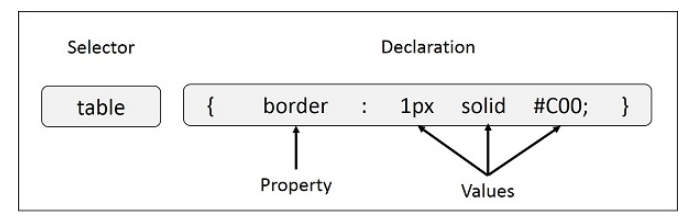 Selector Declaration
table { border : 1px solid #C00; }
Property Values